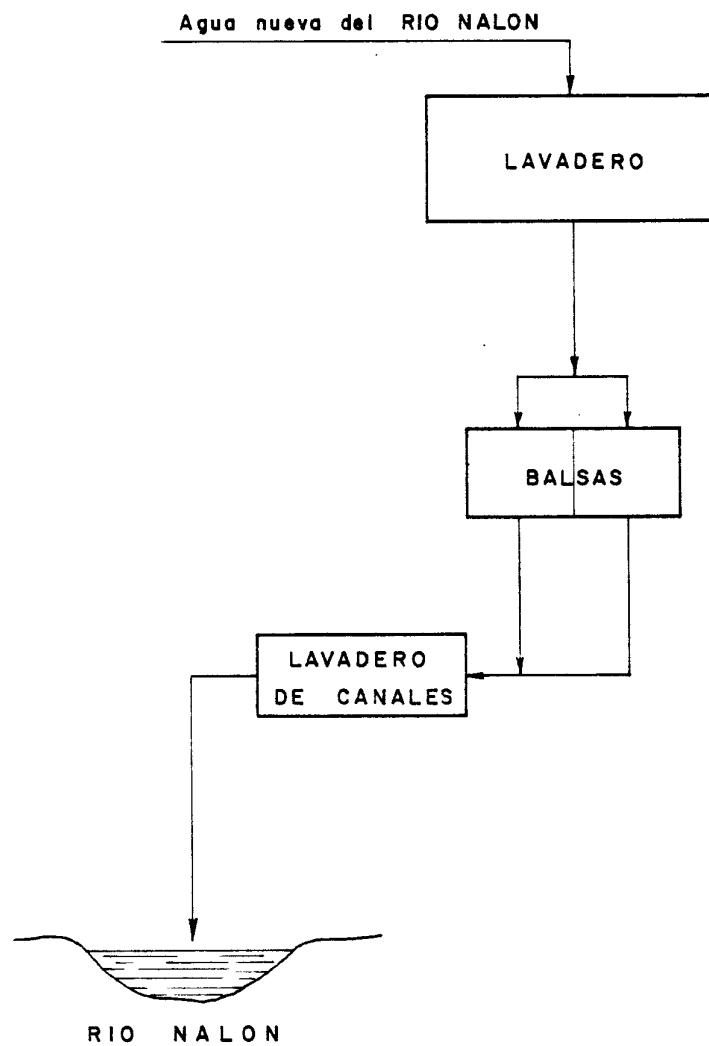 Agua nueva del RIO NALON
LAVADERO
BALSAS
LAVADERO
DE CANALES
RIO NALON